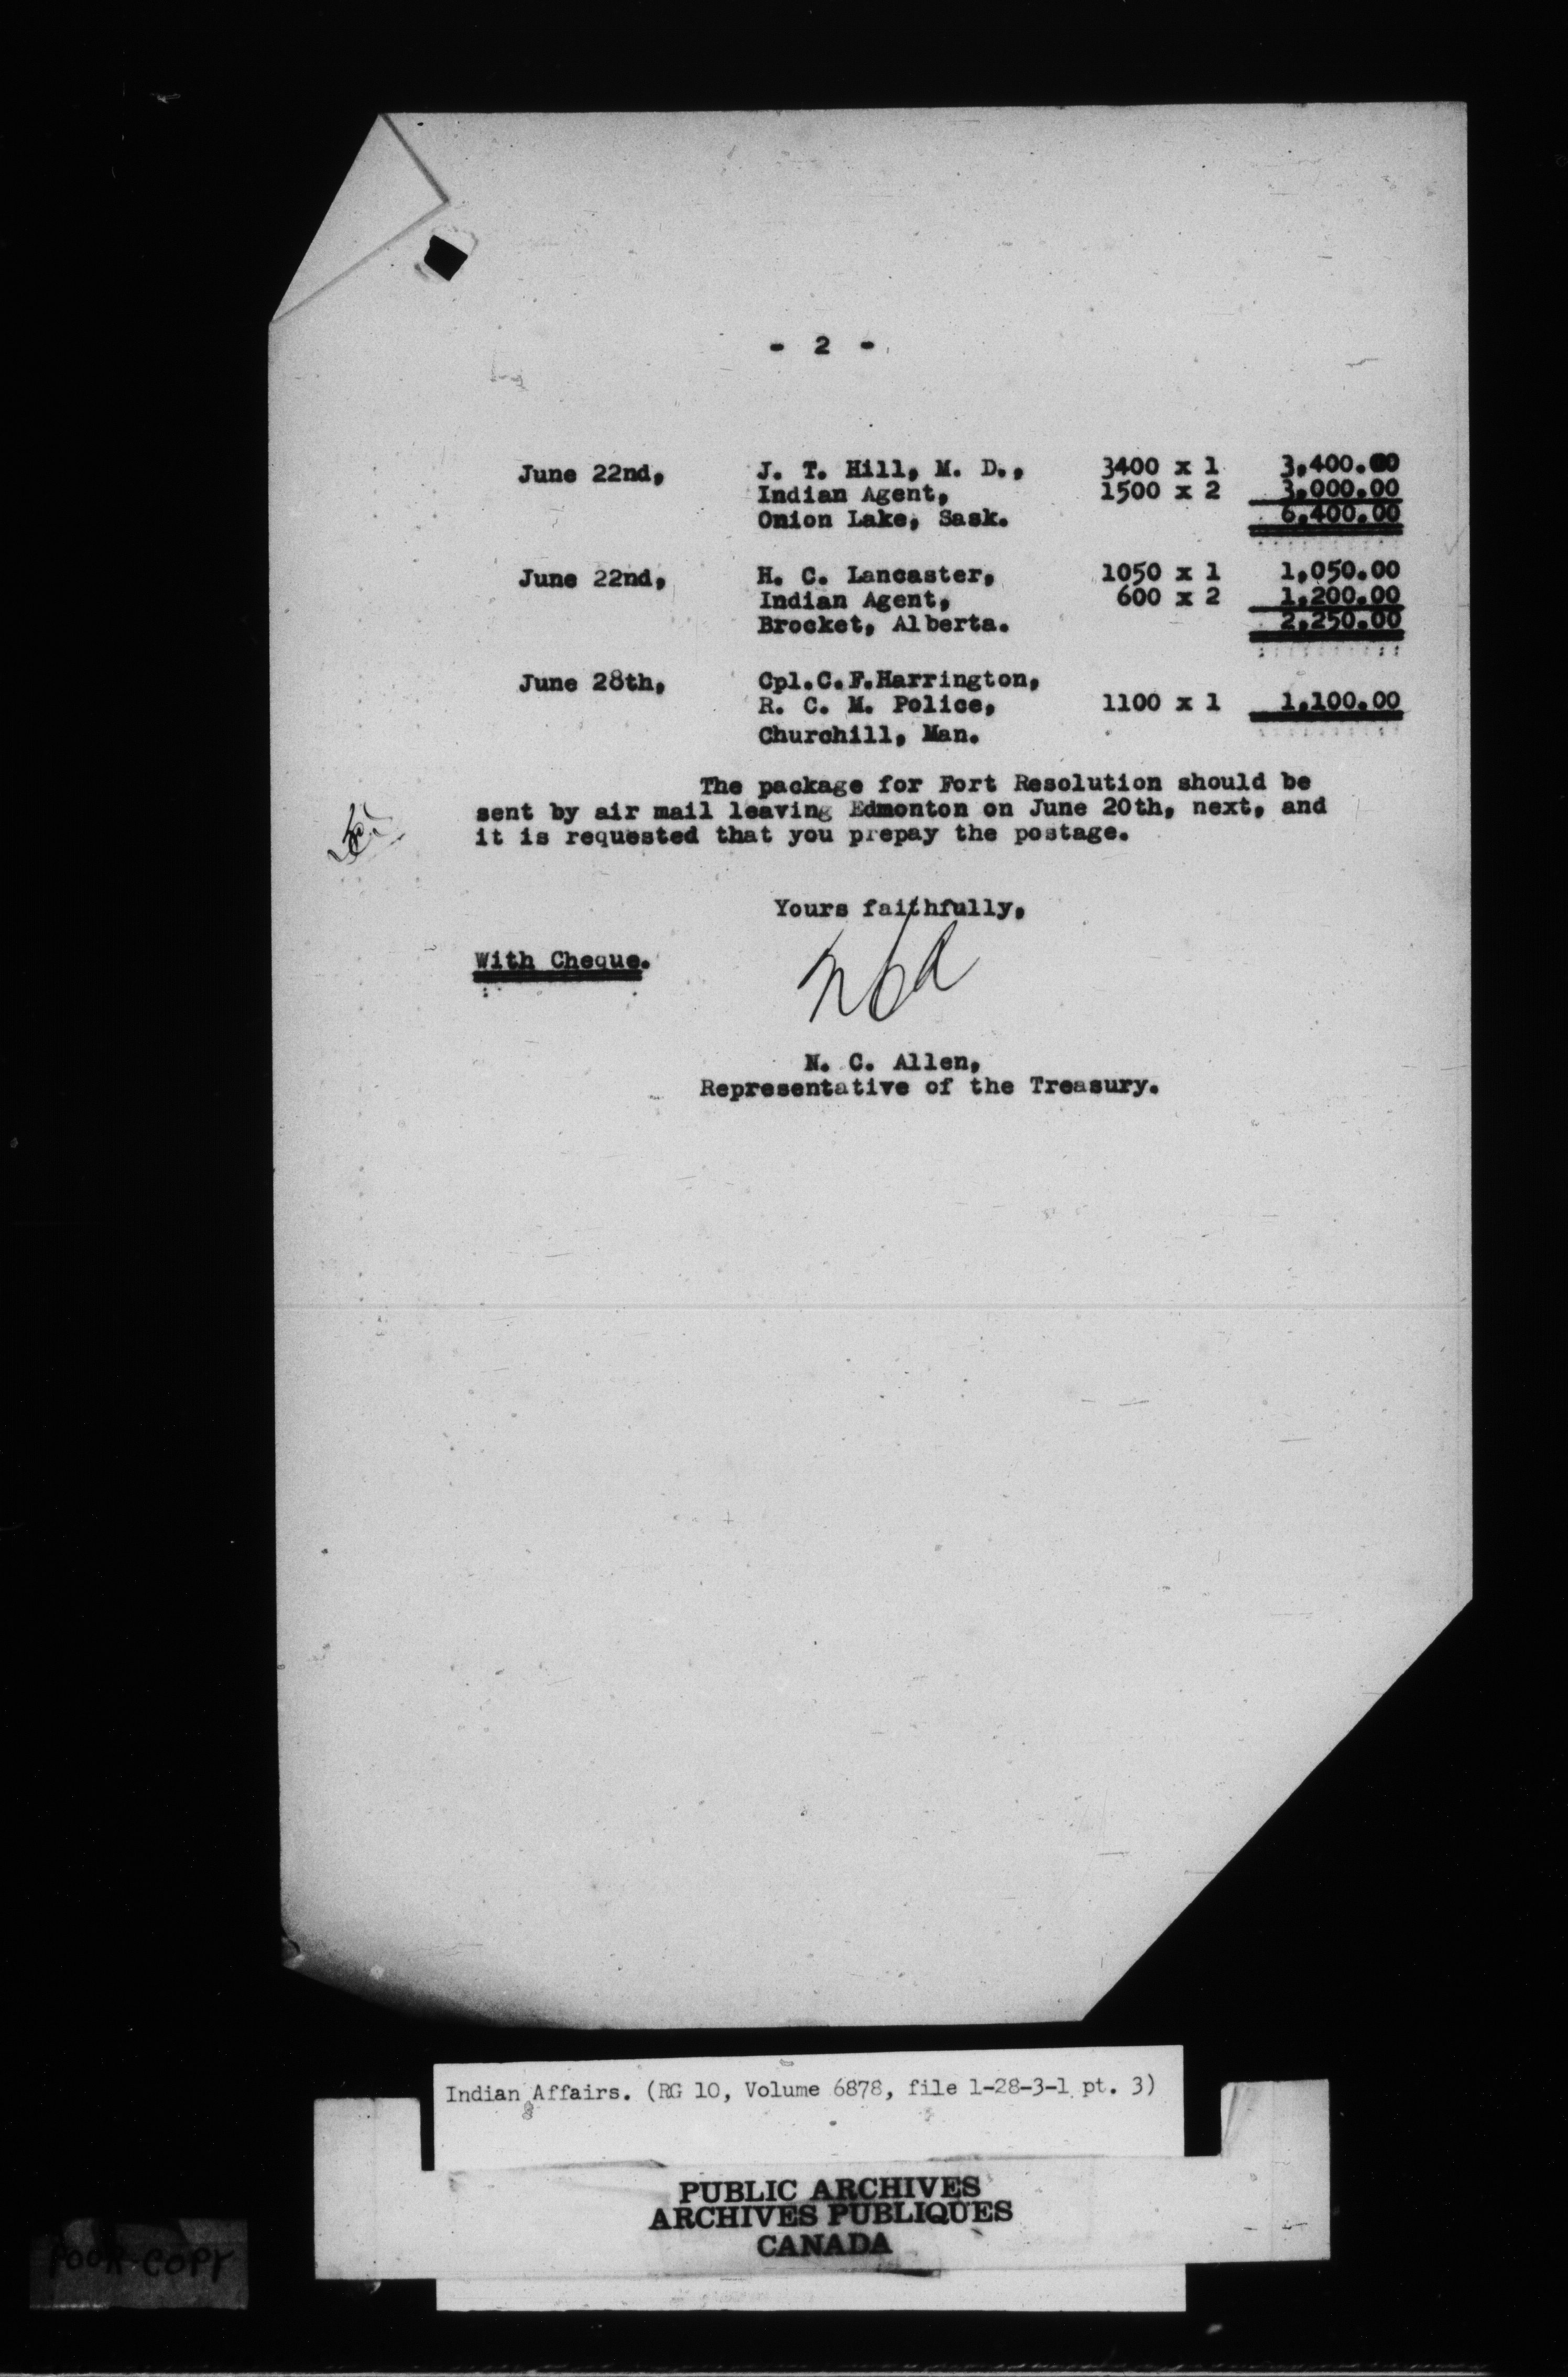 - 2 -
June 22nd, J. T. Hill, M. D., 3400 x 1 3,400.00
Indian Agent, 1500 x 2 3,000.00
Onion Lake, Sask. 6,400.00
June 22nd, H. C. Lancaster, 1050 x 1 1,050.00
Indian Agent, 600 x 2 1,200.00
Brocket, Alberta. 2,250.00
June 28th, Cpl.C.F.Harrington,
R. C. M. Police, 1100 x 1 1,100.00
Churchill, Man.
The package for Fort Resolution should be
sent by air mail leaving Edmonton on June 20th, next, and
it is requested that you prepay the postage.
Yours faithfully,
With Cheque.
N. C. Allen,
Representative of the Treasury.
Indian Affairs. (RG 10, Volume 6878, file 1-28-3-1 pt. 3)
PUBLIC ARCHIVES
ARCHIVES PUBLIQUES
CANADA
POOR COPY